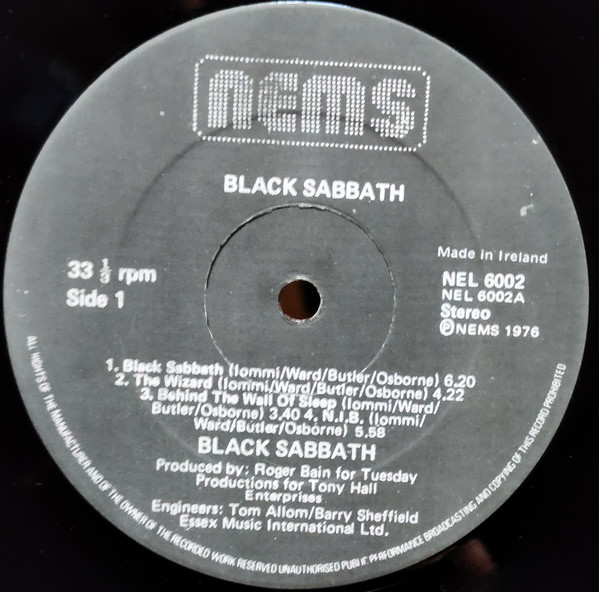 nems
BLACK SABBATH
33 1/3 rpm
Side 1
Made in Ireland
NEL 6002
NEL 6002A
Stereo
ⓅNEMS 1976
1. Black Sabbath (Iommi/Ward/Butler/Osborne) 6.20
2. The Wizard (Iommi/Ward/Butler/Osborne) 4.22
3. Behind The Wall Of Sleep (Iommi/Ward/
Butler/Osborne) 3.40 4. N.I.B. (Iommi/
Ward/Butler/Osborne) 5.58
BLACK SABBATH
Produced by: Roger Bain for Tuesday
Productions for Tony Hall
Enterprises
Engineers: Tom Allom/Barry Sheffield
Essex Music International Ltd.
ALL RIGHTS OF THE MANUFACTURER AND OF THE OWNER OF THE RECORDED WORK RESERVED UNAUTHORISED PUBLIC PERFORMANCE BROADCASTING AND COPYING OF THIS RECORD PROHIBITED